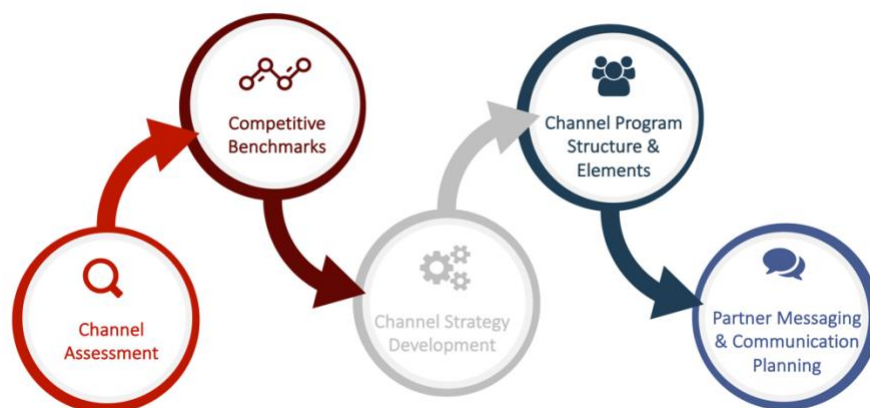 Channel
Assessment
Competitive
Benchmarks
Channel Strategy
Development
Channel Program
Structure &
Elements
Partner Messaging
& Communication
Planning